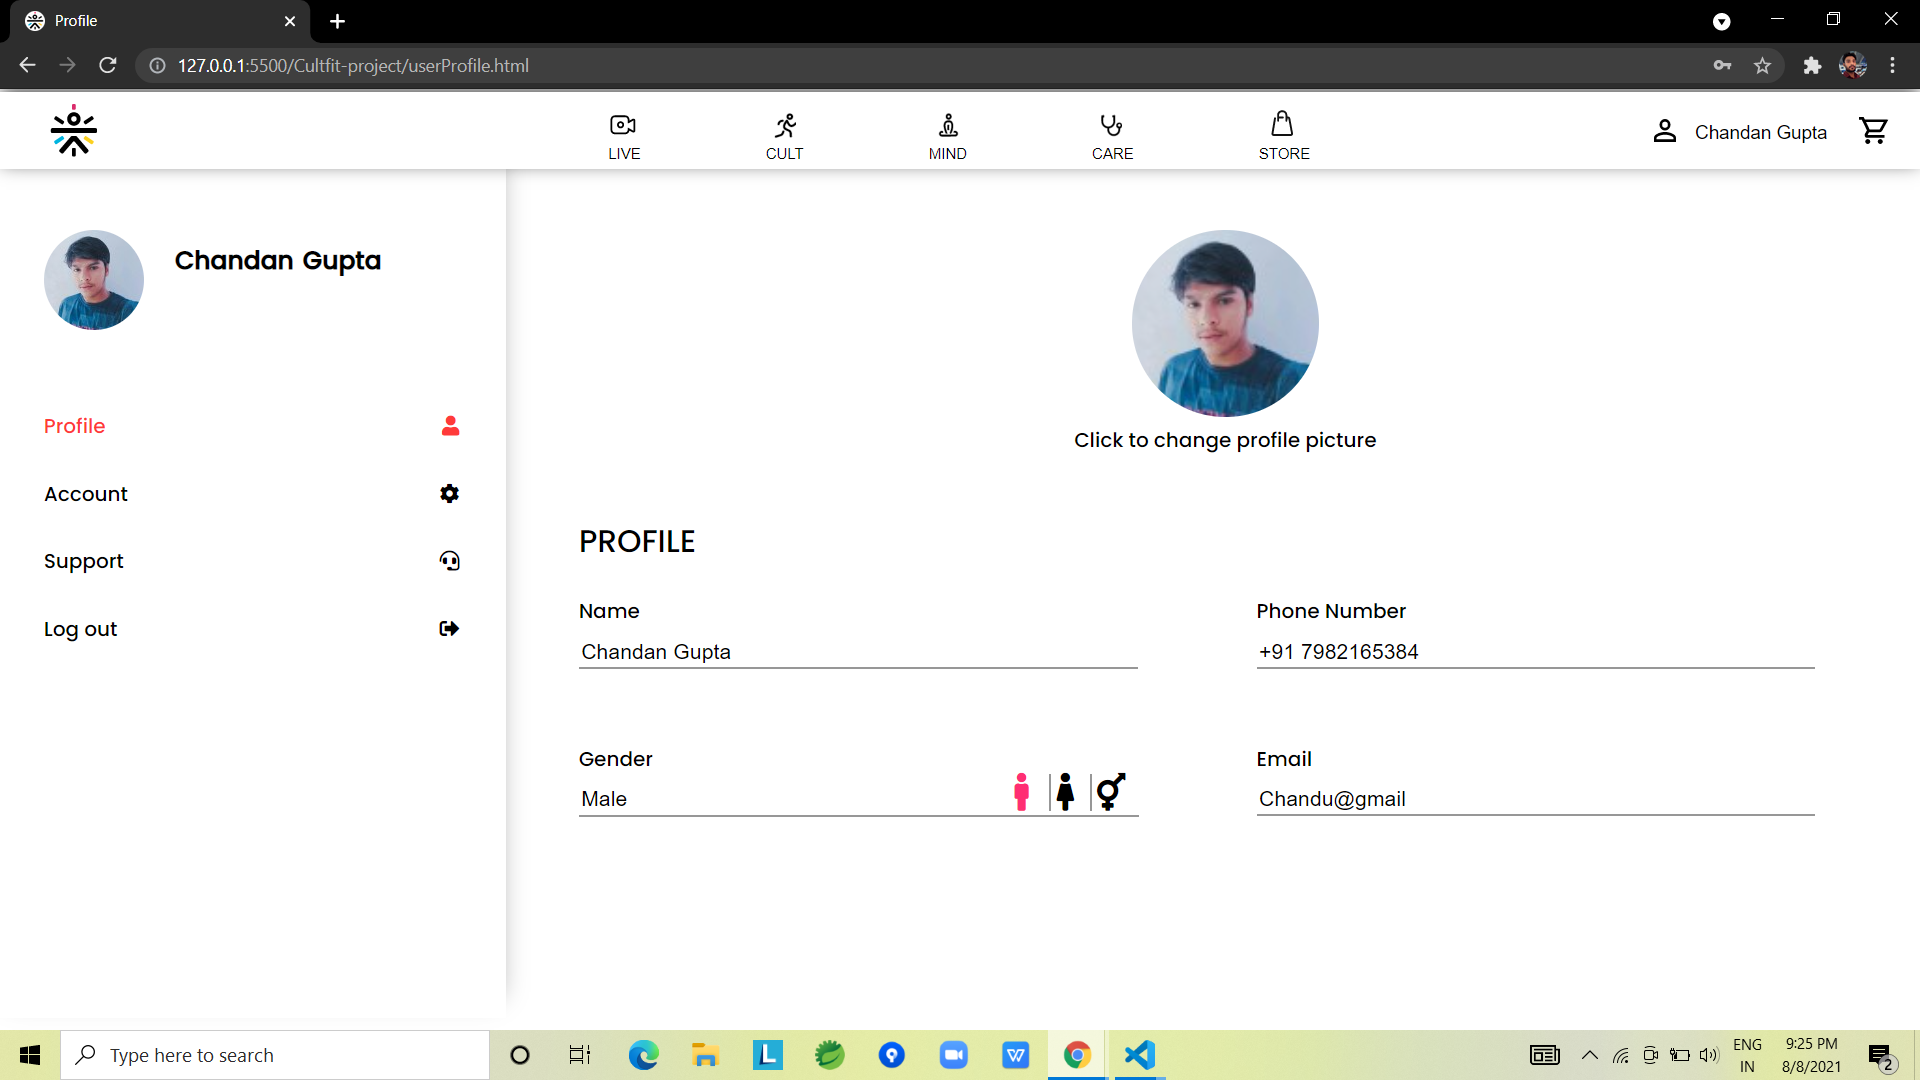 Profile
127.0.0.1:5500/Cultfit-project/userProfile.html
LIVE
CULT
MIND
CARE
STORE
Chandan Gupta
Chandan Gupta
Profile
Account
Support
Log out
Click to change profile picture
PROFILE
Name
Chandan Gupta
Phone Number
+91 7982165384
Gender
Male
Email
Chandu@gmail
Type here to search
L
W
ENG
IN
9:25 PM
8/8/2021
2